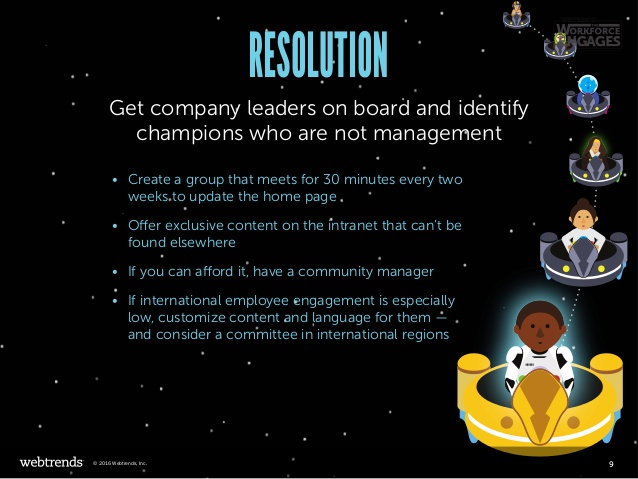 WORKFORCE
ENGAGES
RESOLUTION
Get company leaders on board and identify
champions who are not management
• Create a group that meets for 30 minutes every two
weeks to update the home page
• Offer exclusive content on the intranet that can't be
found elsewhere
• If you can afford it, have a community manager
• If international employee engagement is especially
low, customize content and language for them —
and consider a committee in international regions
webtrends
© 2016 Webtrends, Inc.
9